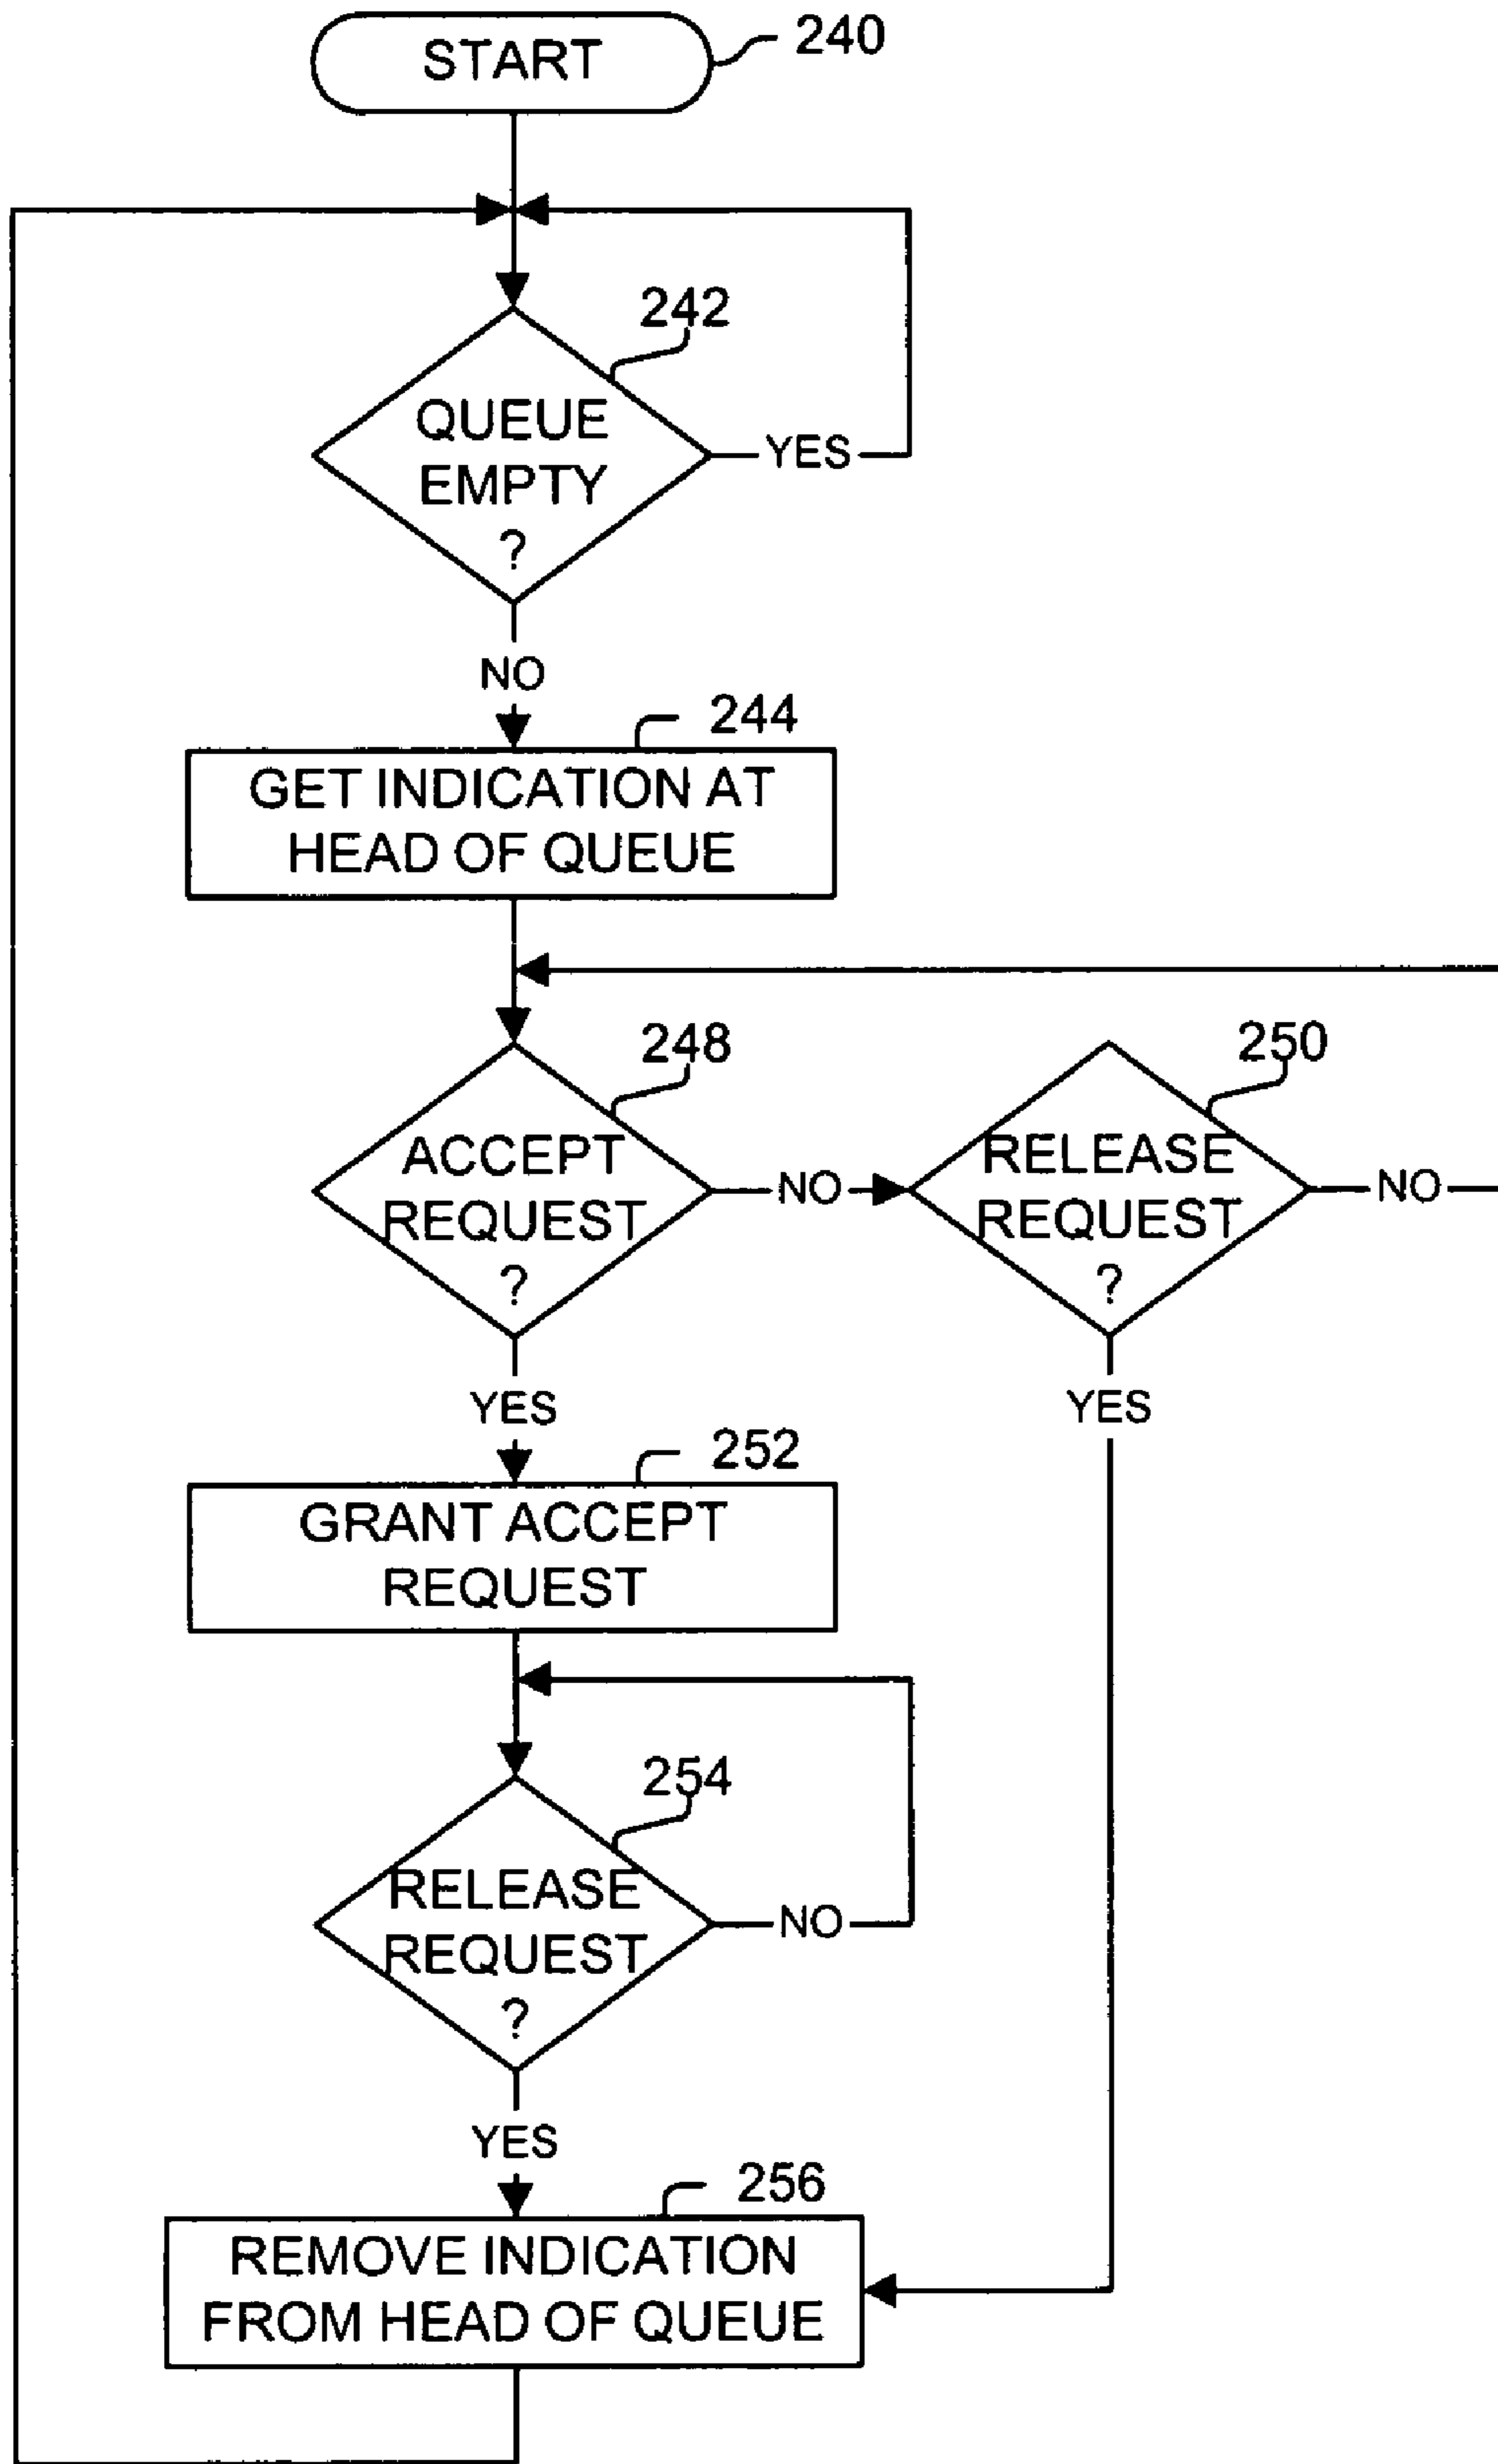 START
240
242
QUEUE
EMPTY
?
YES
NO
244
GET INDICATION AT
HEAD OF QUEUE
248
ACCEPT
REQUEST
?
NO
250
RELEASE
REQUEST
?
NO
YES
YES
252
GRANT ACCEPT
REQUEST
254
RELEASE
REQUEST
?
NO
YES
256
REMOVE INDICATION
FROM HEAD OF QUEUE